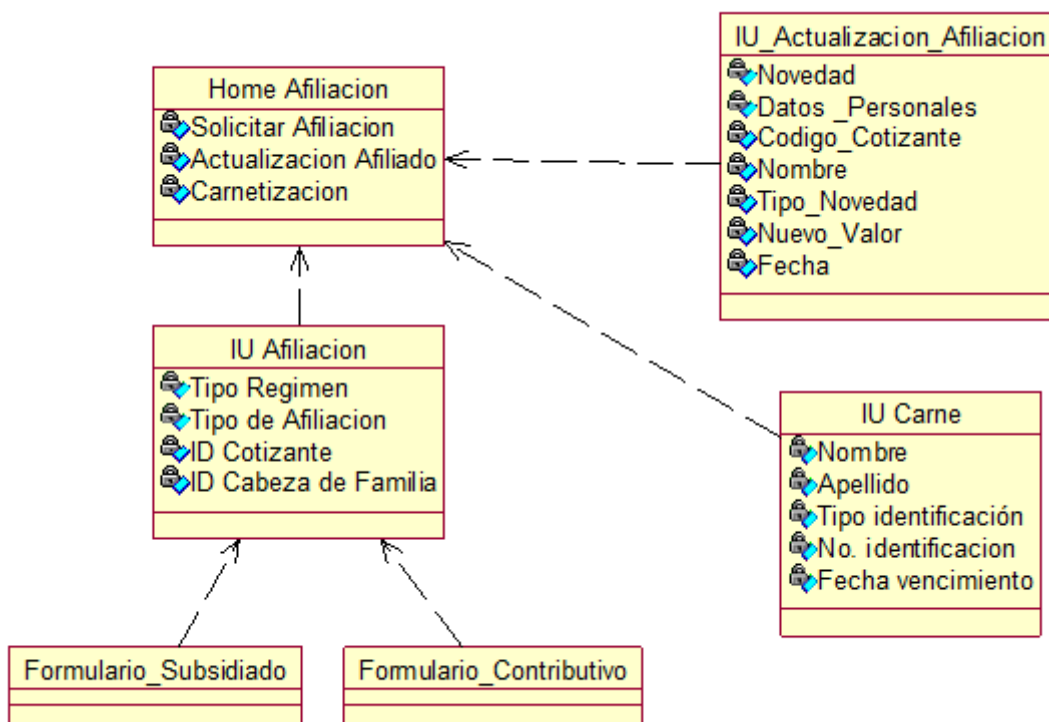 Home Afiliacion
Solicitar Afiliacion
Actualizacion Afiliado
Carnetizacion
IU_Actualizacion_Afiliacion
Novedad
Datos _Personales
Codigo_Cotizante
Nombre
Tipo_Novedad
Nuevo_Valor
Fecha
IU Afiliacion
Tipo Regimen
Tipo de Afiliacion
ID Cotizante
ID Cabeza de Familia
IU Carne
Nombre
Apellido
Tipo identificación
No. identificacion
Fecha vencimiento
Formulario_Subsidiado
Formulario_Contributivo